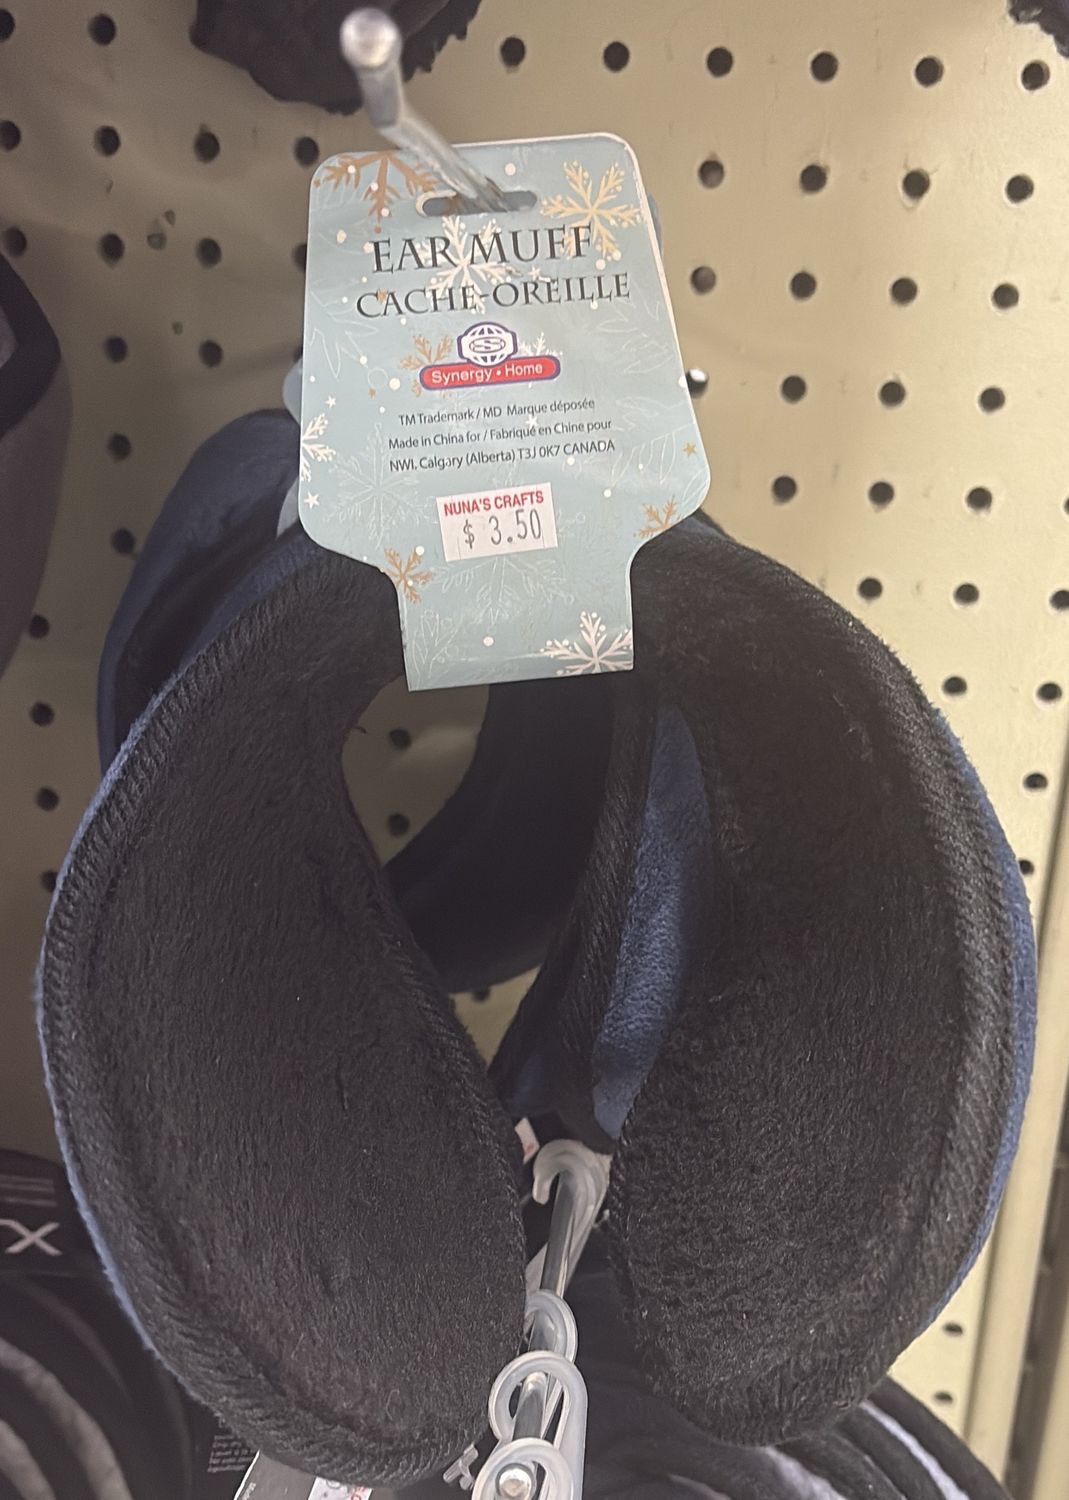 EAR MUFF
CACHE-OREILLE
S
Synergy • Home
TM Trademark / MD Marque déposée
Made in China for / Fabriqué en Chine pour
NWI, Calgary (Alberta) T3J 0K7 CANADA
NUNA'S CRAFTS
$ 3.50
X